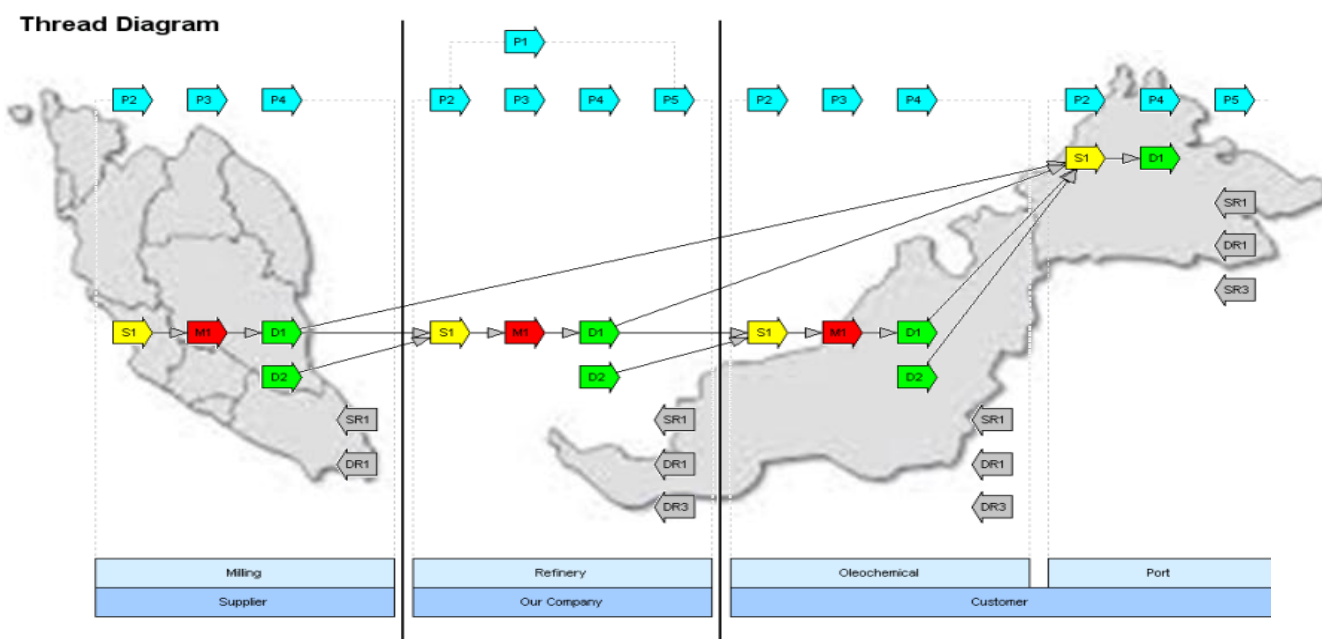 Thread Diagram
P1
P2 P3 P4 P2 P3 P4 P5 P2 P3 P4 P2 P4 P5
S1 D1
SR1
DR1
SR3
S1 M1 D1 S1 M1 D1 S1 M1 D1
D2 D2 D2
SR1 SR1 SR1
DR1 DR1 DR1
DR3 DR3
Milling Refinery Oleochemical Port
Supplier Our Company Customer